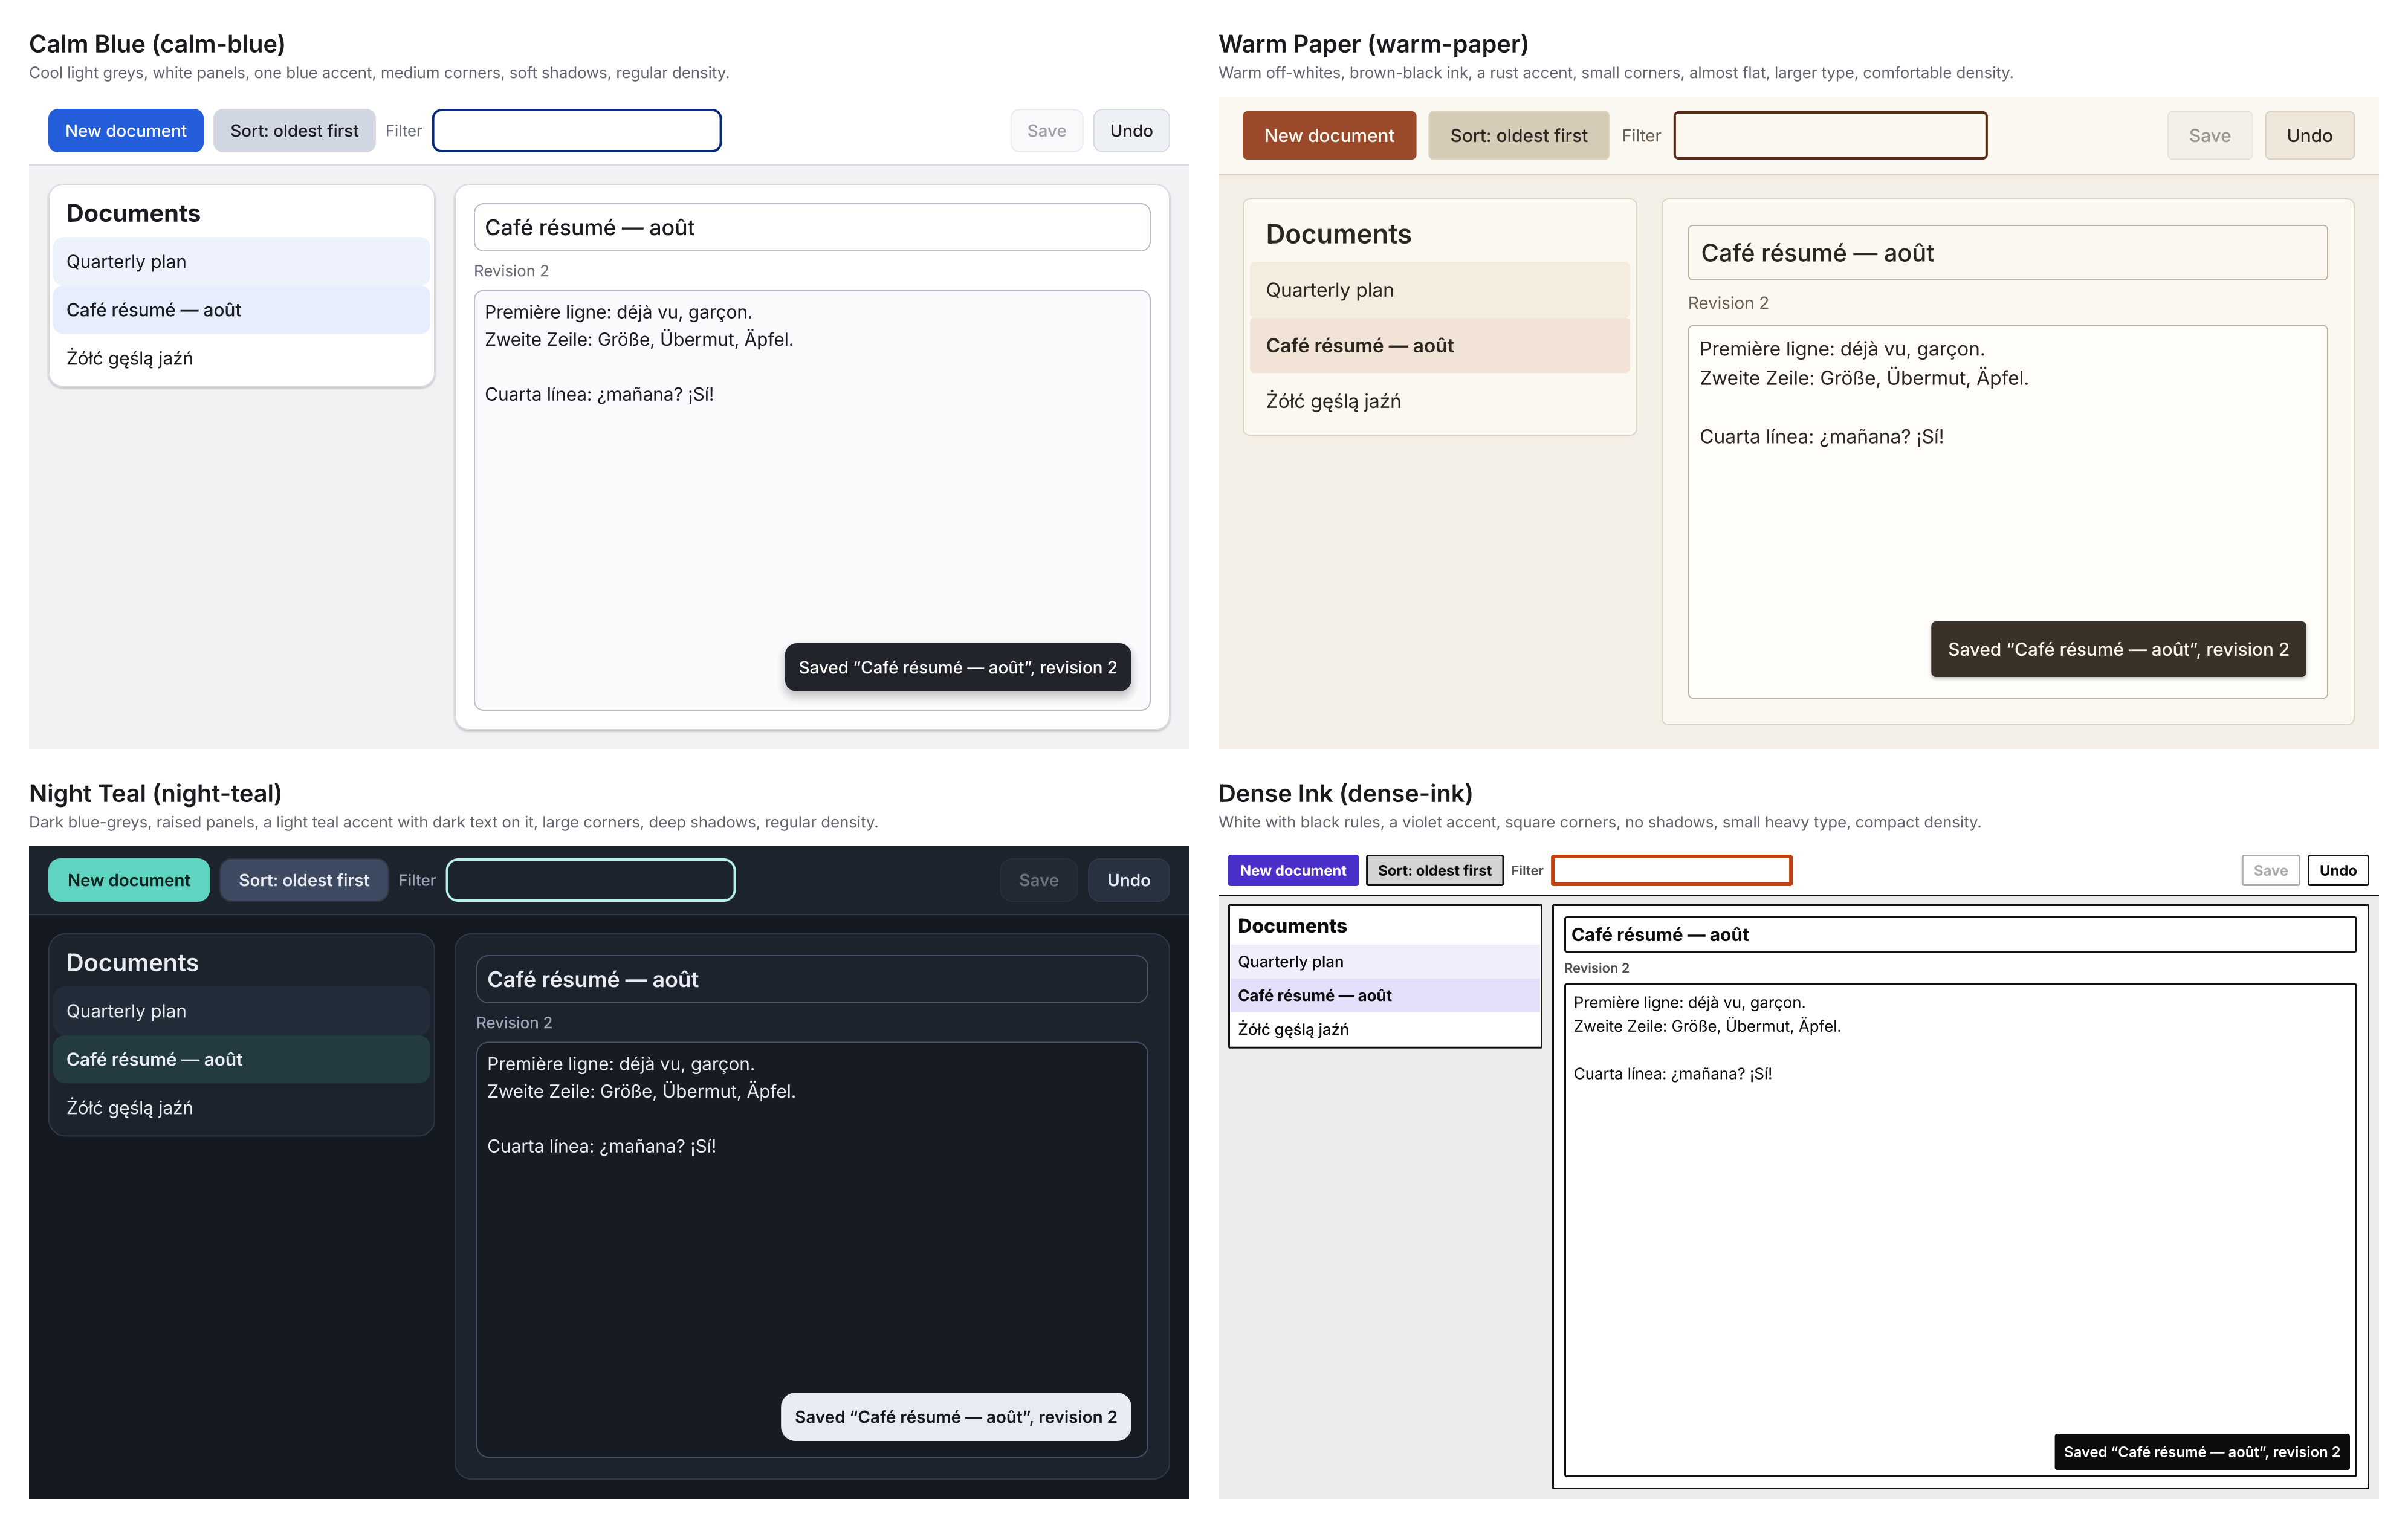 Calm Blue (calm-blue)
Cool light greys, white panels, one blue accent, medium corners, soft shadows, regular density.
New document
Sort: oldest first
Filter
Save
Undo
Documents
Quarterly plan
Café résumé — août
Żółć gęślą jaźń
Café résumé — août
Revision 2
Première ligne: déjà vu, garçon.
Zweite Zeile: Größe, Übermut, Äpfel.
Cuarta línea: ¿mañana? ¡Sí!
Saved “Café résumé — août”, revision 2
Warm Paper (warm-paper)
Warm off-whites, brown-black ink, a rust accent, small corners, almost flat, larger type, comfortable density.
New document
Sort: oldest first
Filter
Save
Undo
Documents
Quarterly plan
Café résumé — août
Żółć gęślą jaźń
Café résumé — août
Revision 2
Première ligne: déjà vu, garçon.
Zweite Zeile: Größe, Übermut, Äpfel.
Cuarta línea: ¿mañana? ¡Sí!
Saved “Café résumé — août”, revision 2
Night Teal (night-teal)
Dark blue-greys, raised panels, a light teal accent with dark text on it, large corners, deep shadows, regular density.
New document
Sort: oldest first
Filter
Save
Undo
Documents
Quarterly plan
Café résumé — août
Żółć gęślą jaźń
Café résumé — août
Revision 2
Première ligne: déjà vu, garçon.
Zweite Zeile: Größe, Übermut, Äpfel.
Cuarta línea: ¿mañana? ¡Sí!
Saved “Café résumé — août”, revision 2
Dense Ink (dense-ink)
White with black rules, a violet accent, square corners, no shadows, small heavy type, compact density.
New document
Sort: oldest first
Filter
Save
Undo
Documents
Quarterly plan
Café résumé — août
Żółć gęślą jaźń
Café résumé — août
Revision 2
Première ligne: déjà vu, garçon.
Zweite Zeile: Größe, Übermut, Äpfel.
Cuarta línea: ¿mañana? ¡Sí!
Saved “Café résumé — août”, revision 2